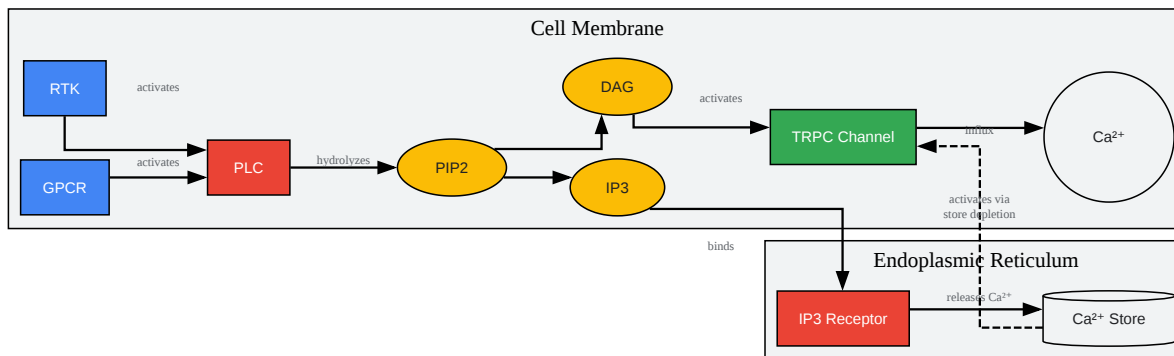 Cell Membrane
RTK
activates
DAG
activates
TRPC Channel
influx
Ca²⁺
GPCR
activates
PLC
hydrolyzes
PIP2
IP3
activates via
store depletion
binds
Endoplasmic Reticulum
IP3 Receptor
releases Ca²⁺
Ca²⁺ Store